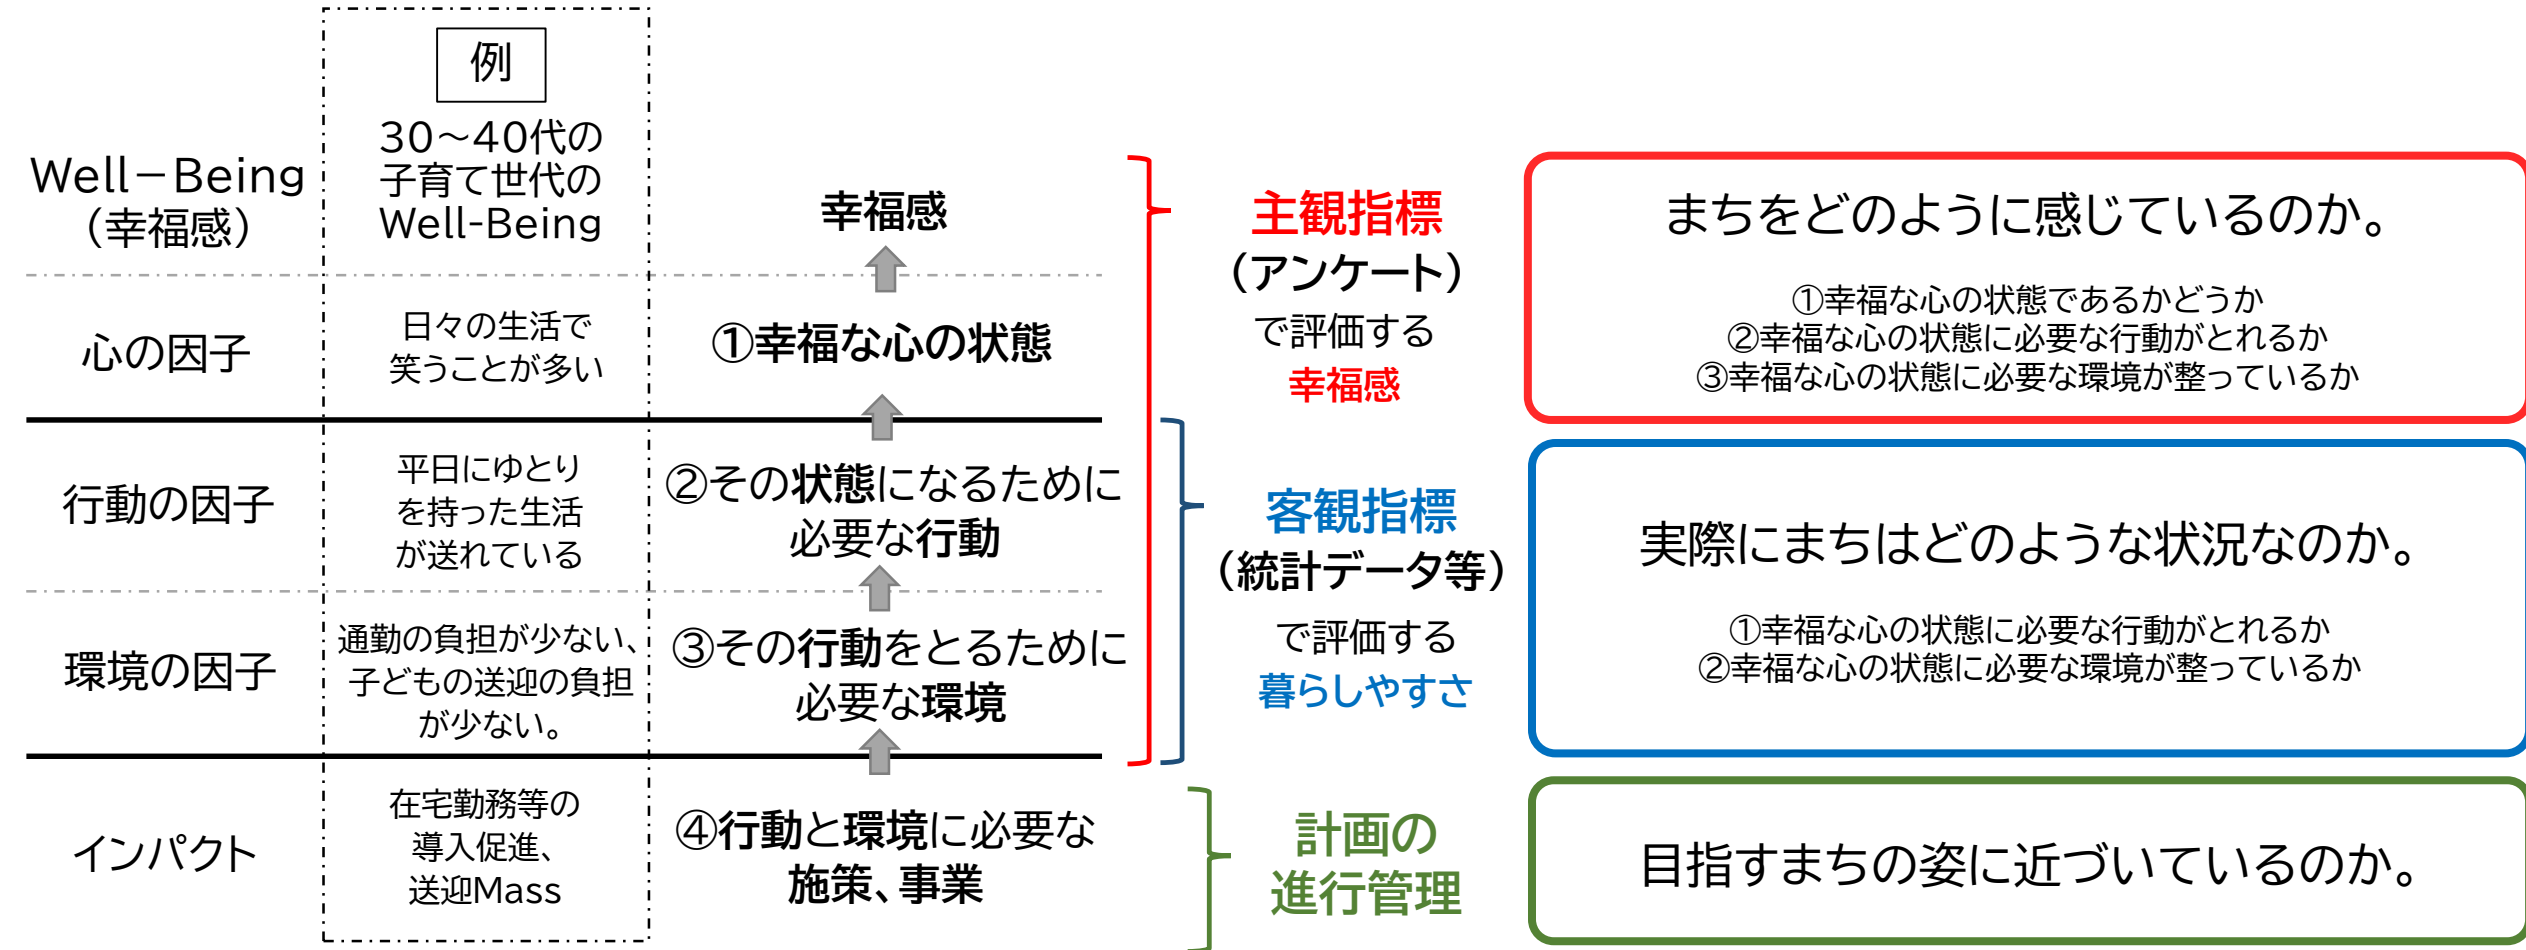 例
Well－Being
（幸福感）
30～40代の
子育て世代の
Well-Being
幸福感
心の因子
日々の生活で
笑うことが多い
①幸福な心の状態
行動の因子
平日にゆとり
を持った生活
が送れている
②その状態になるために
必要な行動
環境の因子
通勤の負担が少ない、
子どもの送迎の負担
が少ない。
③その行動をとるために
必要な環境
インパクト
在宅勤務等の
導入促進、
送迎Mass
④行動と環境に必要な
施策、事業
主観指標
（アンケート）
で評価する
幸福感
客観指標
（統計データ等）
で評価する
暮らしやすさ
計画の
進行管理
まちをどのように感じているのか。
①幸福な心の状態であるかどうか
②幸福な心の状態に必要な行動がとれるか
③幸福な心の状態に必要な環境が整っているか
実際にまちはどのような状況なのか。
①幸福な心の状態に必要な行動がとれるか
②幸福な心の状態に必要な環境が整っているか
目指すまちの姿に近づいているのか。